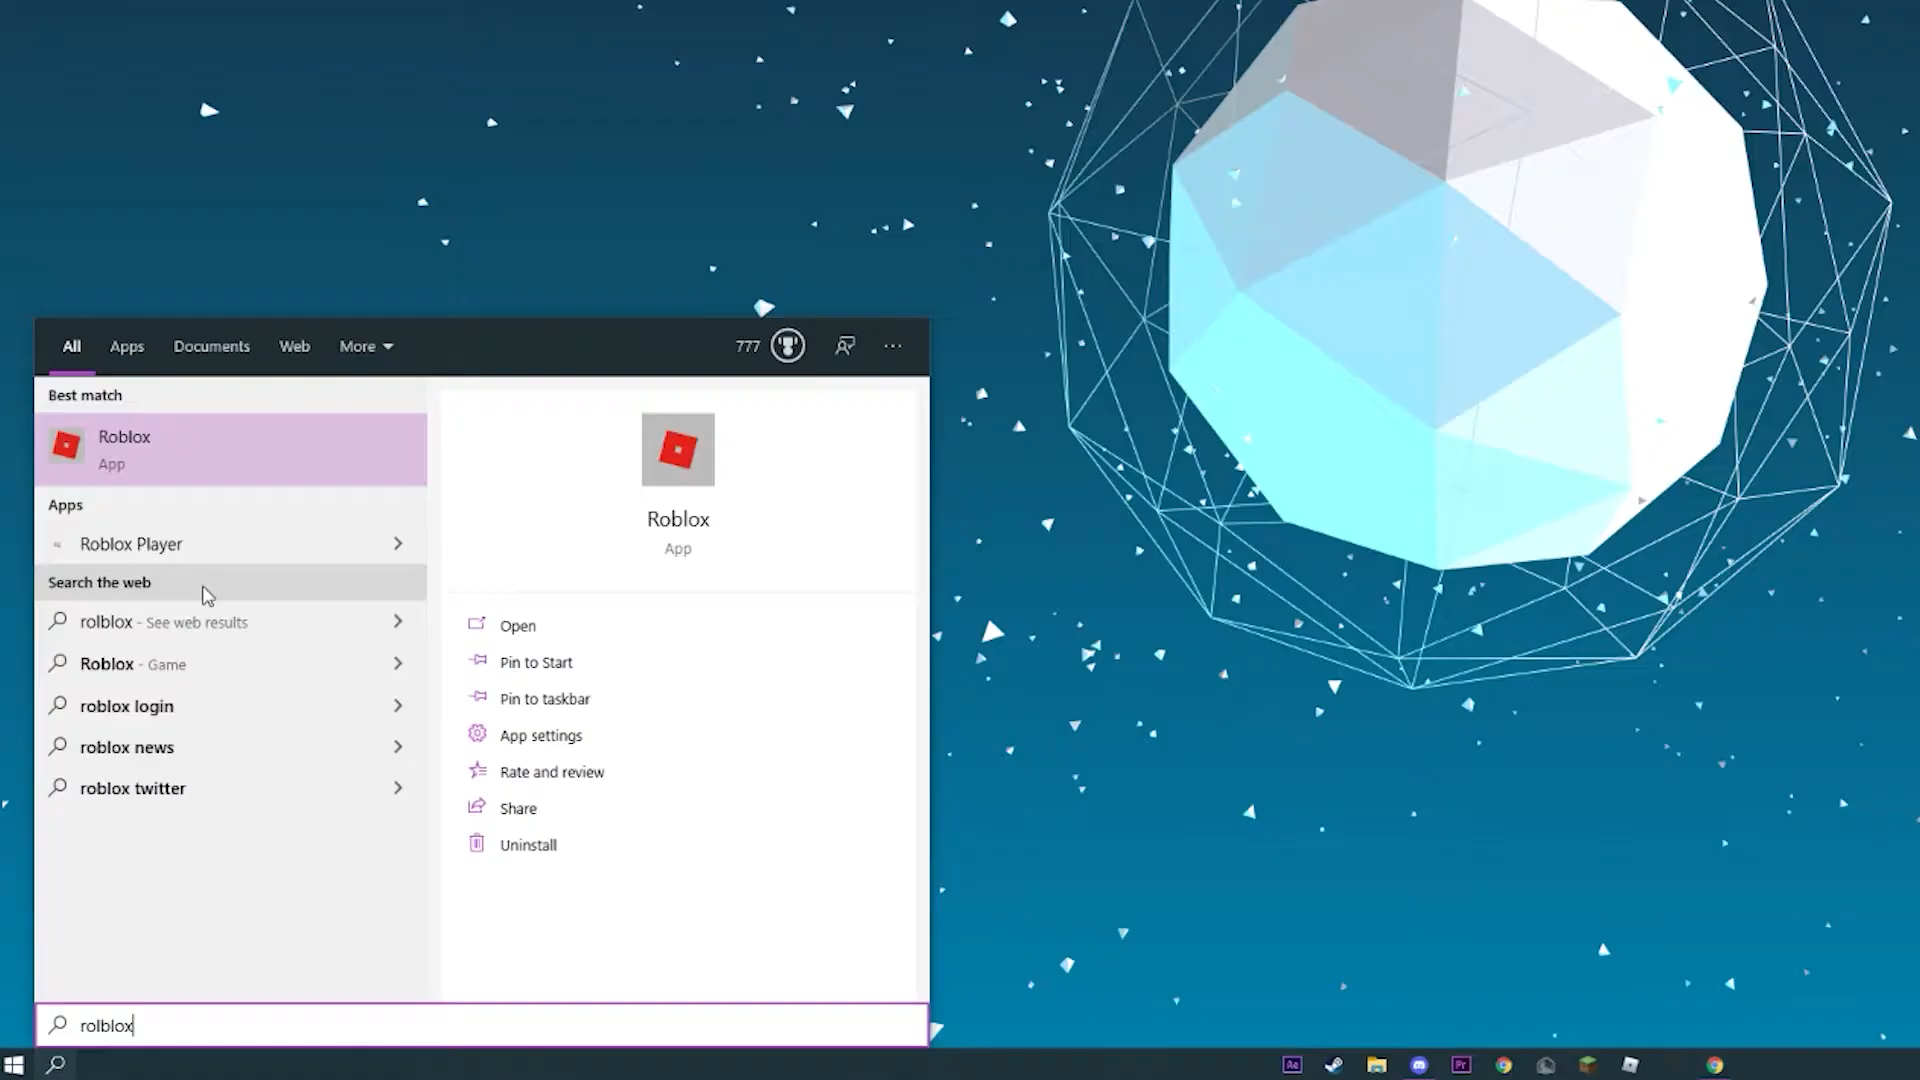 All Apps Documents Web More 777
Best match
Roblox
App
Apps
Roblox Player
Search the web
rolblox - See web results
Roblox - Game
roblox login
roblox news
roblox twitter
Roblox
App
Open
Pin to Start
Pin to taskbar
App settings
Rate and review
Share
Uninstall
rolblox
Ae Pr